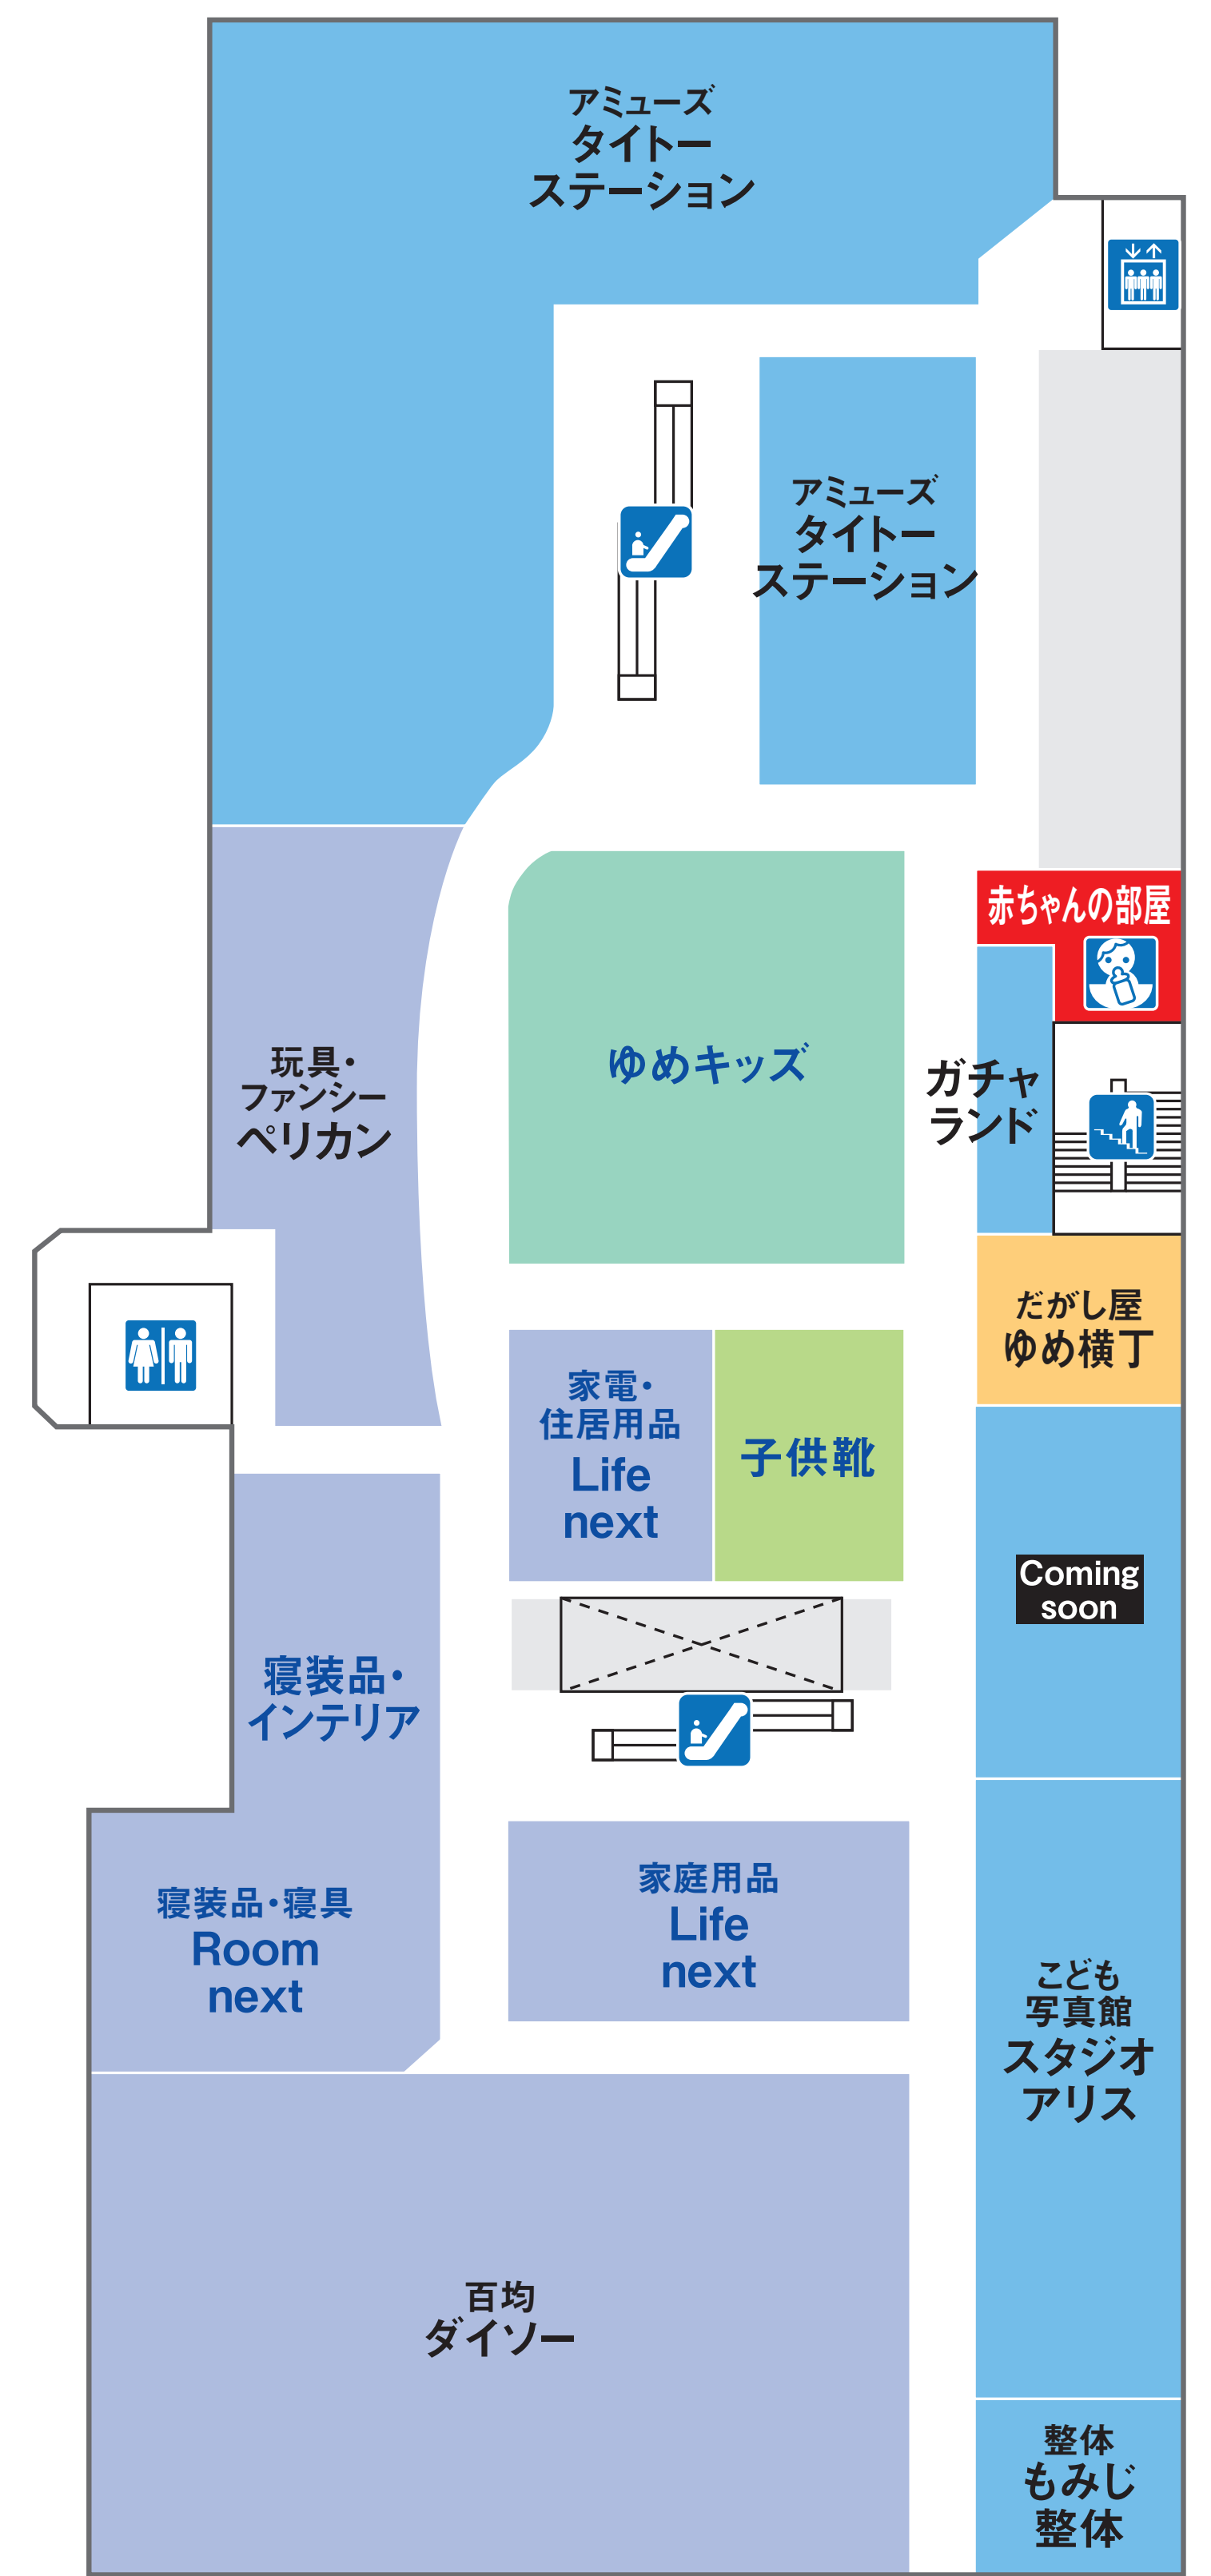 アミューズ
タイトー
ステーション
アミューズ
タイトー
ステーション
赤ちゃんの部屋
玩具・
ファンシー
ペリカン
ゆめキッズ
ガチャ
ランド
だがし屋
ゆめ横丁
家電・
住居用品
Life
next
子供靴
Coming
soon
寝装品・
インテリア
寝装品・寝具
Room
next
家庭用品
Life
next
こども
写真館
スタジオ
アリス
百均
ダイソー
整体
もみじ
整体